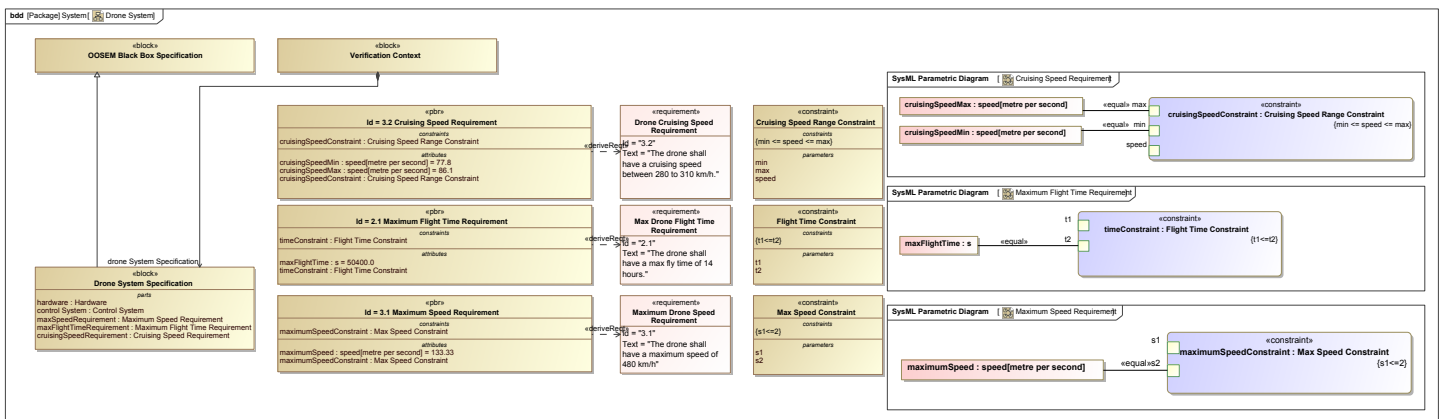 bdd [Package] System[ Drone System]
«block»
OOSEM Black Box Specification
«block»
Verification Context
drone System Specification
«block»
Drone System Specification
parts
hardware : Hardware
control System : Control System
maxSpeedRequirement : Maximum Speed Requirement
maxFlightTimeRequirement : Maximum Flight Time Requirement
cruisingSpeedRequirement : Cruising Speed Requirement
«pbr»
Id = 3.2 Cruising Speed Requirement
constraints
cruisingSpeedConstraint : Cruising Speed Range Constraint
attributes
cruisingSpeedMin : speed[metre per second] = 77.8
cruisingSpeedMax : speed[metre per second] = 86.1
cruisingSpeedConstraint : Cruising Speed Range Constraint
«deriveReqt»
«requirement»
Drone Cruising Speed
Requirement
Id = "3.2"
Text = "The drone shall
have a cruising speed
between 280 to 310 km/h."
«constraint»
Cruising Speed Range Constraint
constraints
{min <= speed <= max}
parameters
min
max
speed
«pbr»
Id = 2.1 Maximum Flight Time Requirement
constraints
timeConstraint : Flight Time Constraint
attributes
maxFlightTime : s = 50400.0
timeConstraint : Flight Time Constraint
«deriveReqt»
«requirement»
Max Drone Flight Time
Requirement
Id = "2.1"
Text = "The drone shall
have a max fly time of 14
hours."
«constraint»
Flight Time Constraint
constraints
{t1<=t2}
parameters
t1
t2
«pbr»
Id = 3.1 Maximum Speed Requirement
constraints
maximumSpeedConstraint : Max Speed Constraint
attributes
maximumSpeed : speed[metre per second] = 133.33
maximumSpeedConstraint : Max Speed Constraint
«deriveReqt»
«requirement»
Maximum Drone Speed
Requirement
Id = "3.1"
Text = "The drone shall
have a maximum speed of
480 km/h"
«constraint»
Max Speed Constraint
constraints
{s1<=2}
parameters
s1
s2
SysML Parametric Diagram [ Cruising Speed Requirement]
cruisingSpeedMax : speed[metre per second]
«equal» max
cruisingSpeedMin : speed[metre per second]
«equal» min
speed
«constraint»
cruisingSpeedConstraint : Cruising Speed Range Constraint
{min <= speed <= max}
SysML Parametric Diagram [ Maximum Flight Time Requirement]
maxFlightTime : s
«equal»
t1
t2
«constraint»
timeConstraint : Flight Time Constraint
{t1<=t2}
SysML Parametric Diagram [ Maximum Speed Requirement]
maximumSpeed : speed[metre per second]
s1
«equal»s2
«constraint»
maximumSpeedConstraint : Max Speed Constraint
{s1<=2}